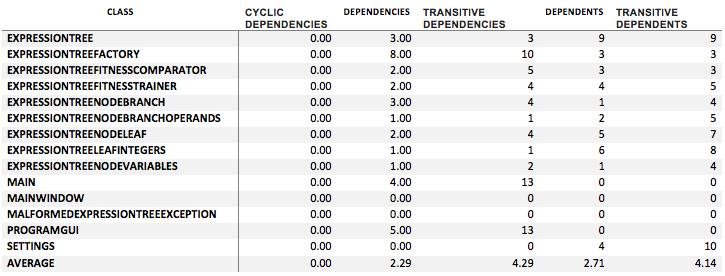 CLASS CYCLIC DEPENDENCIES DEPENDENCIES TRANSITIVE DEPENDENCIES DEPENDENTS TRANSITIVE DEPENDENTS
EXPRESSIONTREE 0.00 3.00 3 9 9
EXPRESSIONTREEFACTORY 0.00 8.00 10 3 3
EXPRESSIONTREEFITNESSCOMPARATOR 0.00 2.00 5 3 3
EXPRESSIONTREEFITNESSTRAINER 0.00 2.00 4 4 5
EXPRESSIONTREENODEBRANCH 0.00 3.00 4 1 4
EXPRESSIONTREENODEBRANCHOPERANDS 0.00 1.00 1 2 5
EXPRESSIONTREENODELEAF 0.00 2.00 4 5 7
EXPRESSIONTREELEAFINTEGERS 0.00 1.00 1 6 8
EXPRESSIONTREENODEVARIABLES 0.00 1.00 2 1 4
MAIN 0.00 4.00 13 0 0
MAINWINDOW 0.00 0.00 0 0 0
MALFORMEDEXPRESSIONTREEEXCEPTION 0.00 0.00 0 0 0
PROGRAMGUI 0.00 5.00 13 0 0
SETTINGS 0.00 0.00 0 4 10
AVERAGE 0.00 2.29 4.29 2.71 4.14